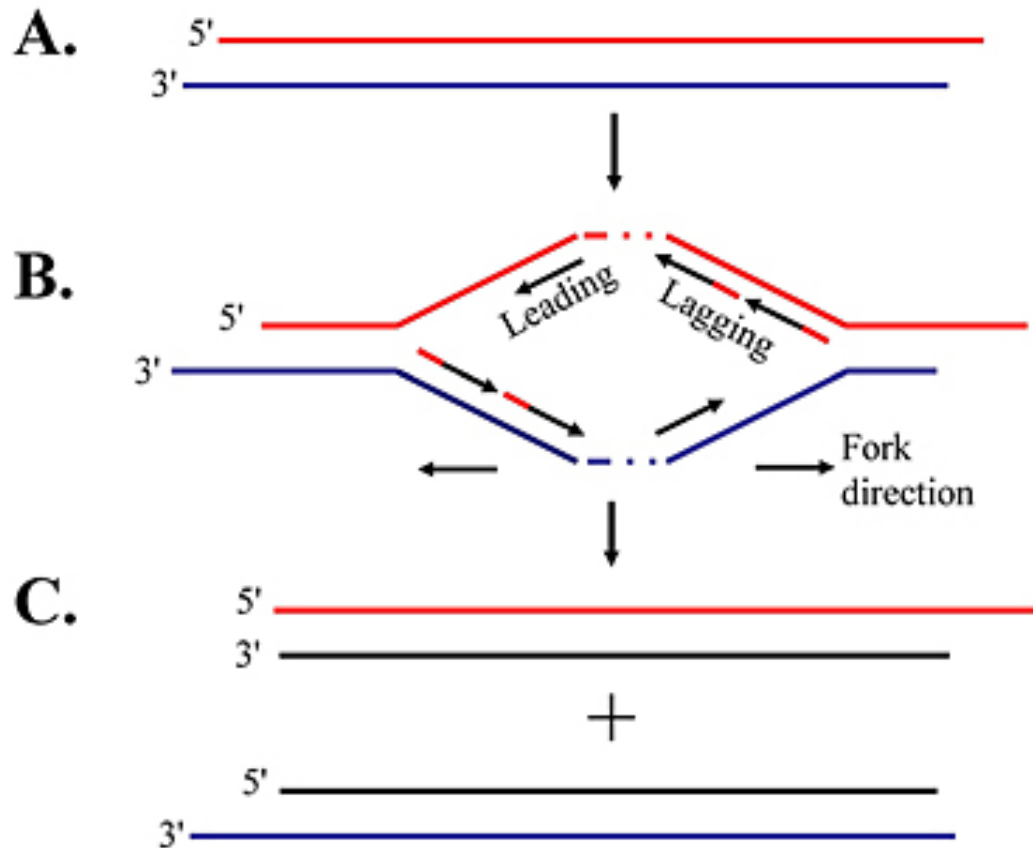 A.
5'
3'
B.
5'
3'
Leading
Lagging
Fork
direction
C.
5'
3'
+
5'
3'